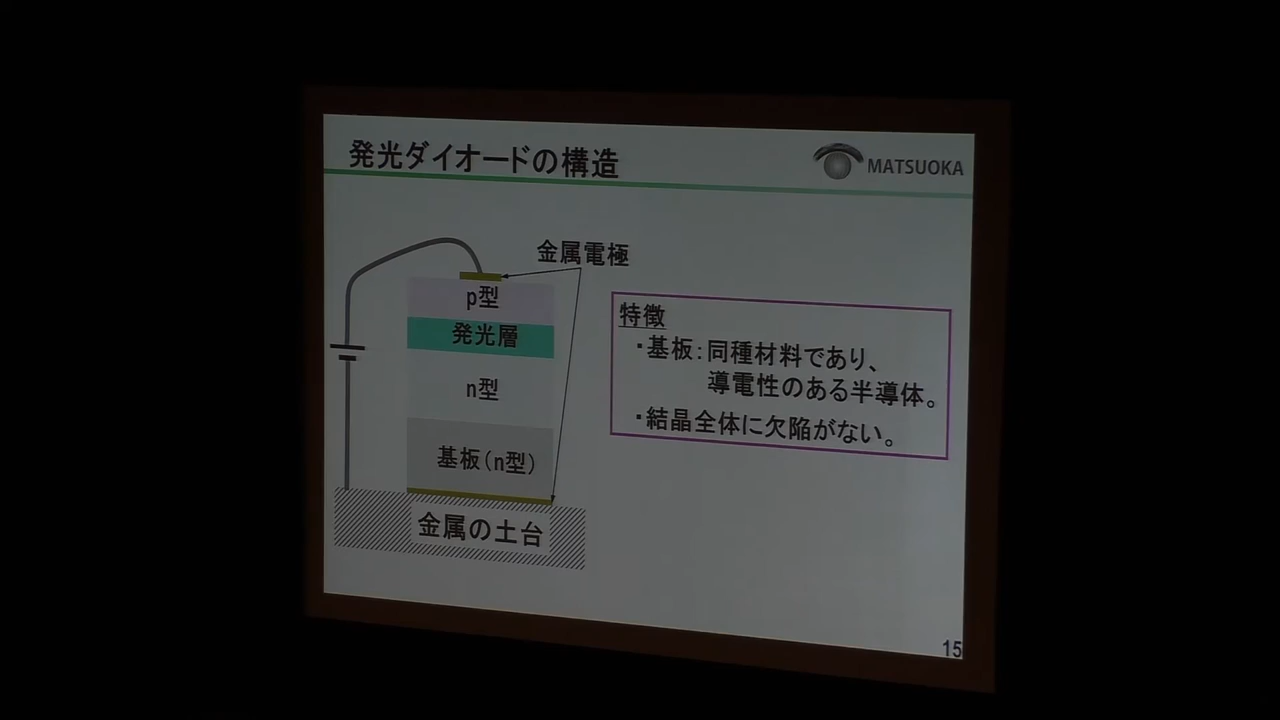 発光ダイオードの構造
MATSUOKA
金属電極
p型
発光層
n型
基板(n型)
金属の土台
特徴
・基板：同種材料であり、
導電性のある半導体。
・結晶全体に欠陥がない。
15